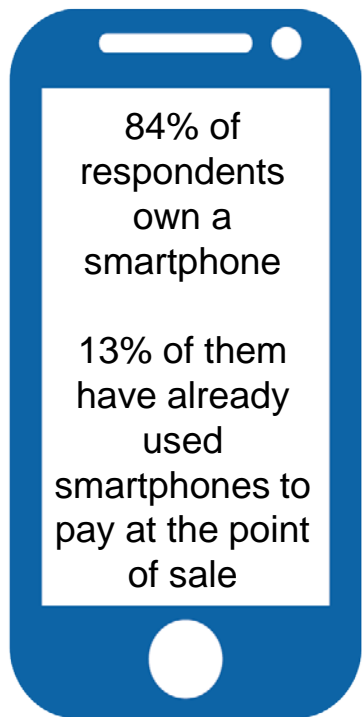 84% of
respondents
own a
smartphone
13% of them
have already
used
smartphones to
pay at the point
of sale